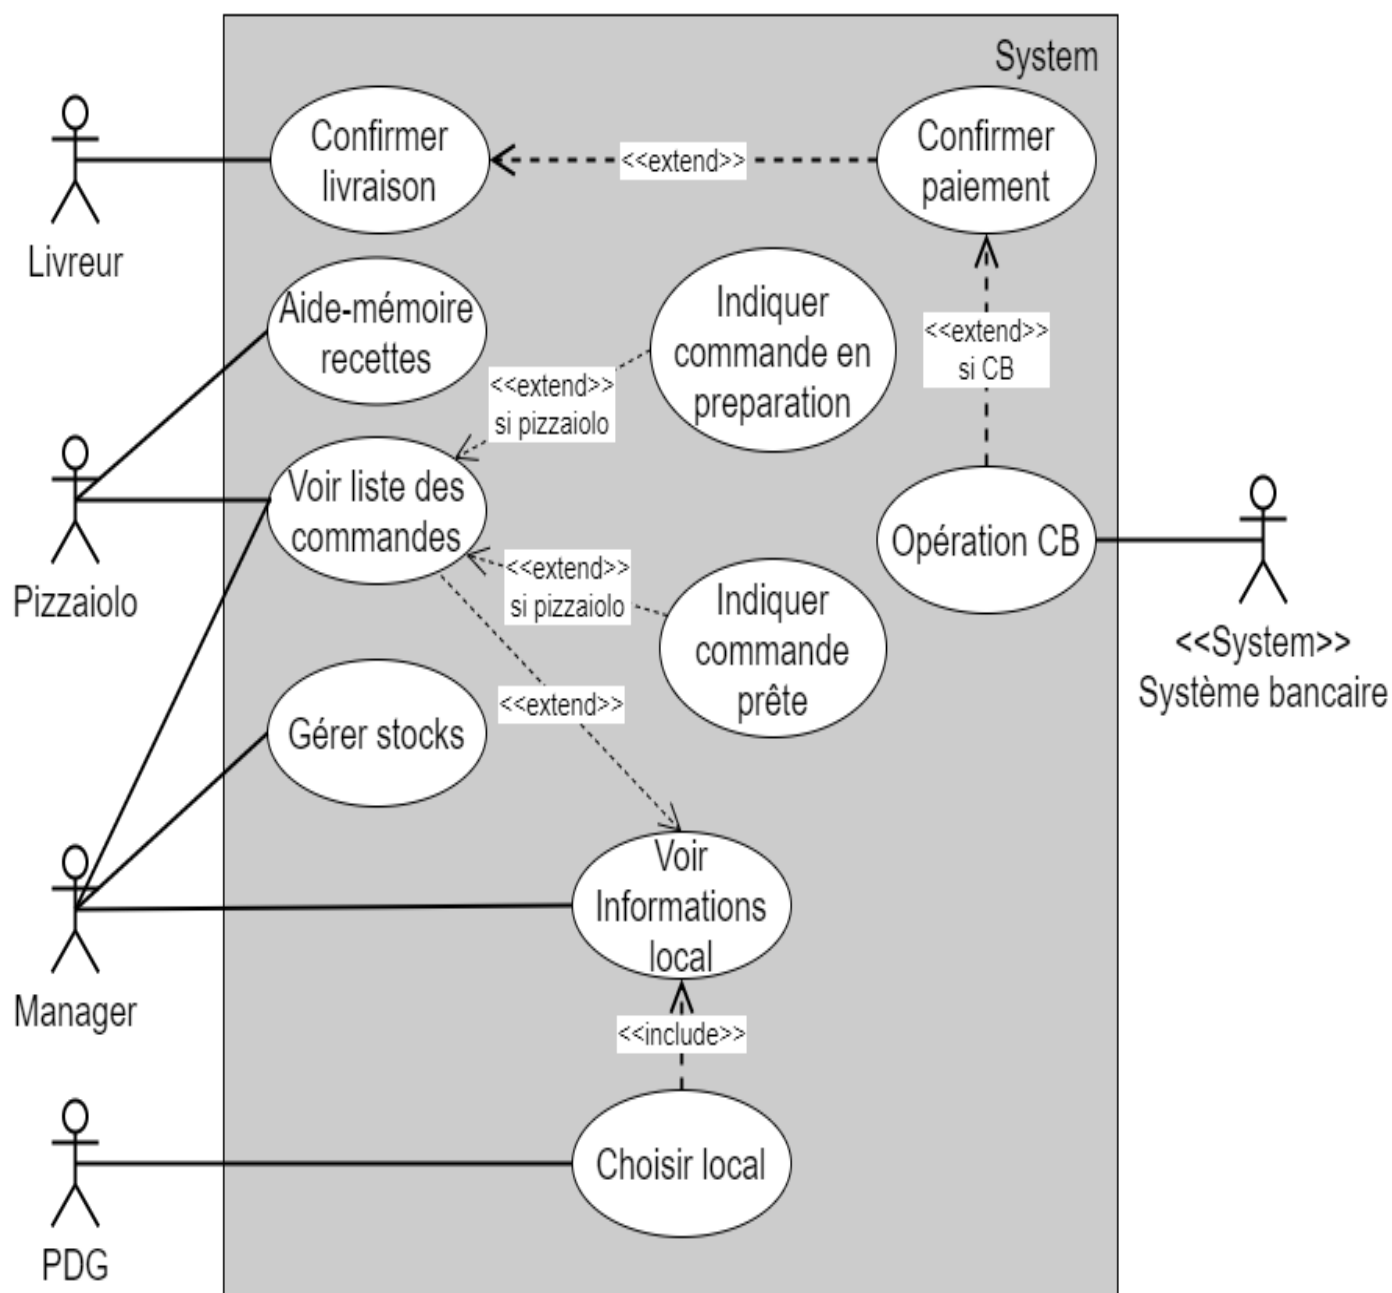 System
Confirmer
livraison
<<extend>>
Confirmer
paiement
Livreur
Aide-mémoire
recettes
Indiquer
commande en
preparation
<<extend>>
si CB
<<extend>>
si pizzaiolo
Voir liste des
commandes
Opération CB
Pizzaiolo
<<extend>>
si pizzaiolo
Indiquer
commande
prête
<<System>>
Système bancaire
<<extend>>
Gérer stocks
Voir
Informations
local
Manager
<<include>>
Choisir local
PDG